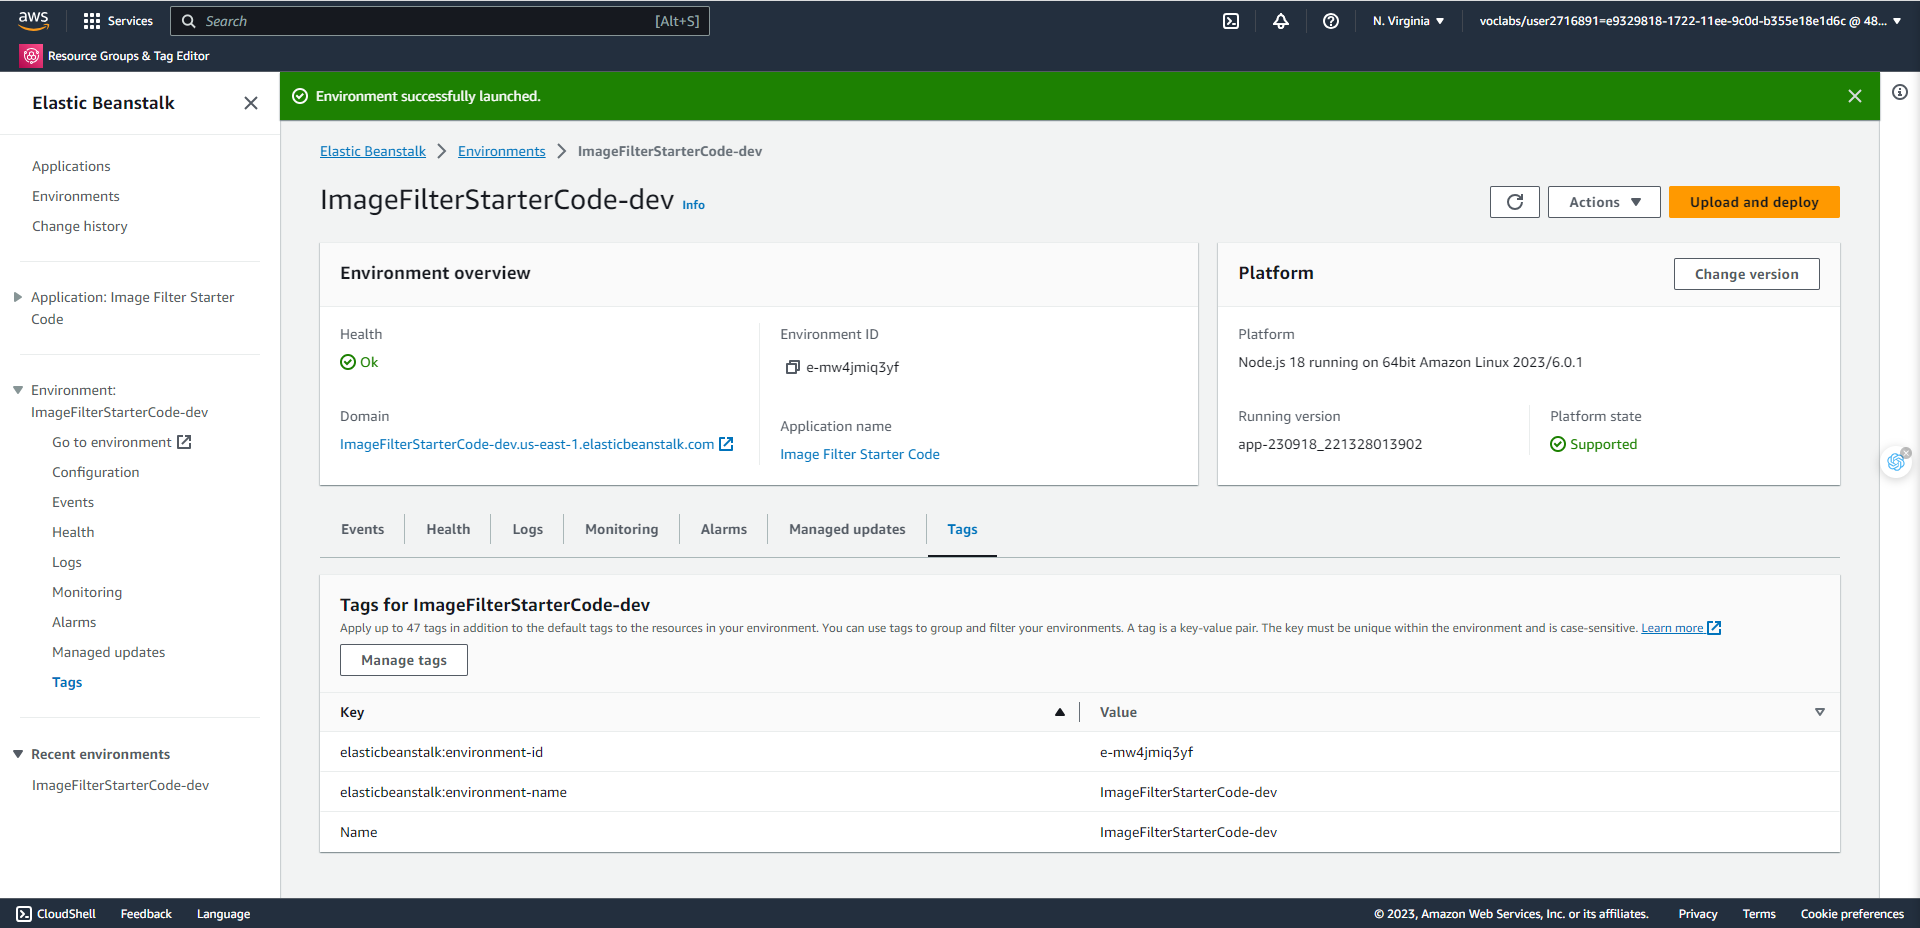 aws
Services
Search
[Alt+S]
N. Virginia
voclabs/user2716891=e9329818-1722-11ee-9c0d-b355e18e1d6c @ 48...
Resource Groups & Tag Editor
Elastic Beanstalk
Applications
Environments
Change history
Application: Image Filter Starter
Code
Environment:
ImageFilterStarterCode-dev
Go to environment
Configuration
Events
Health
Logs
Monitoring
Alarms
Managed updates
Tags
Recent environments
ImageFilterStarterCode-dev
Environment successfully launched.
Elastic Beanstalk
Environments
ImageFilterStarterCode-dev
ImageFilterStarterCode-dev Info
Actions
Upload and deploy
Environment overview
Health
Ok
Domain
ImageFilterStarterCode-dev.us-east-1.elasticbeanstalk.com
Environment ID
e-mw4jmiq3yf
Application name
Image Filter Starter Code
Platform
Change version
Platform
Node.js 18 running on 64bit Amazon Linux 2023/6.0.1
Running version
app-230918_221328013902
Platform state
Supported
Events
Health
Logs
Monitoring
Alarms
Managed updates
Tags
Tags for ImageFilterStarterCode-dev
Apply up to 47 tags in addition to the default tags to the resources in your environment. You can use tags to group and filter your environments. A tag is a key-value pair. The key must be unique within the environment and is case-sensitive. Learn more
Manage tags
Key
Value
elasticbeanstalk:environment-id
e-mw4jmiq3yf
elasticbeanstalk:environment-name
ImageFilterStarterCode-dev
Name
ImageFilterStarterCode-dev
CloudShell
Feedback
Language
© 2023, Amazon Web Services, Inc. or its affiliates.
Privacy
Terms
Cookie preferences